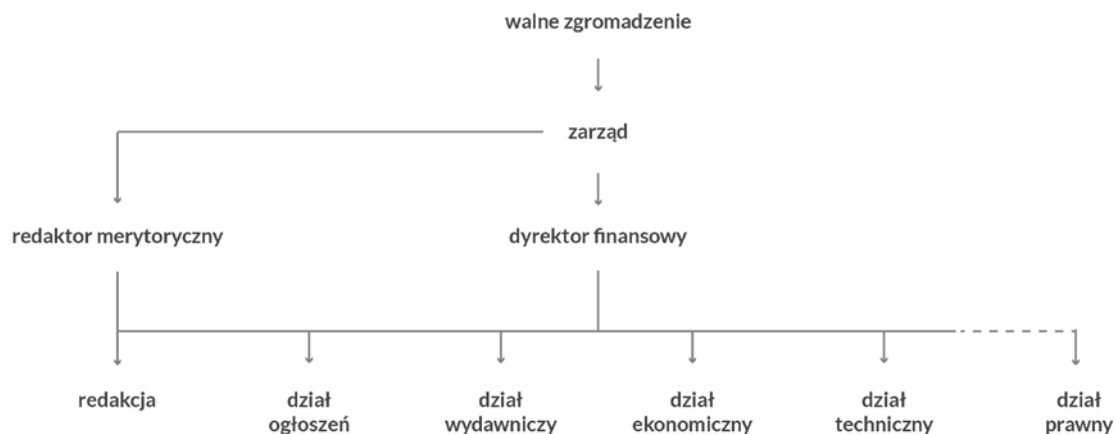 walne zgromadzenie
zarząd
redaktor merytoryczny
dyrektor finansowy
redakcja
dział
ogłoszeń
dział
wydawniczy
dział
ekonomiczny
dział
techniczny
dział
prawny